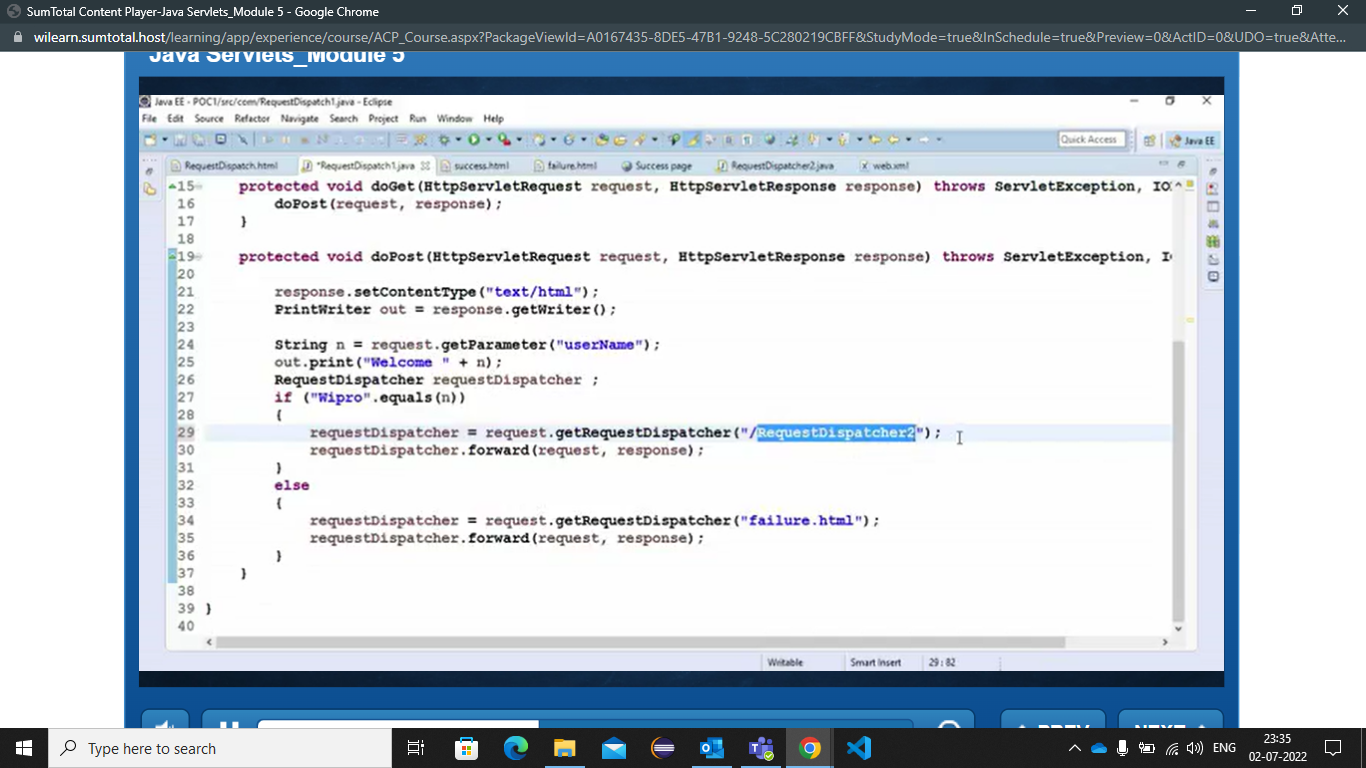 SumTotal Content Player-Java Servlets_Module 5 - Google Chrome
wilearn.sumtotal.host/learning/app/experience/course/ACP_Course.aspx?PackageViewId=A0167435-8DE5-47B1-9248-5C280219CBFF&StudyMode=true&InSchedule=true&Preview=0&ActID=0&UDO=true&Atte...
Java Servlets_Module 5
Java EE - POC1/src/com/RequestDispatch1.java - Eclipse
File Edit Source Refactor Navigate Search Project Run Window Help
Quick Access Java EE
RequestDispatch.html *RequestDispatch1.java success.html failure.html Success page RequestDispatcher2.java web.xml
15 protected void doGet(HttpServletRequest request, HttpServletResponse response) throws ServletException, IO
16 doPost(request, response);
17 }
18
19 protected void doPost(HttpServletRequest request, HttpServletResponse response) throws ServletException, I
20
21 response.setContentType("text/html");
22 PrintWriter out = response.getWriter();
23
24 String n = request.getParameter("userName");
25 out.print("Welcome " + n);
26 RequestDispatcher requestDispatcher ;
27 if ("Wipro".equals(n))
28 {
29 requestDispatcher = request.getRequestDispatcher("/RequestDispatcher2");
30 requestDispatcher.forward(request, response);
31 }
32 else
33 {
34 requestDispatcher = request.getRequestDispatcher("failure.html");
35 requestDispatcher.forward(request, response);
36 }
37 }
38
39 }
40
Writable Smart Insert 29 : 82
PREV NEXT
Type here to search
ENG
23:35
02-07-2022